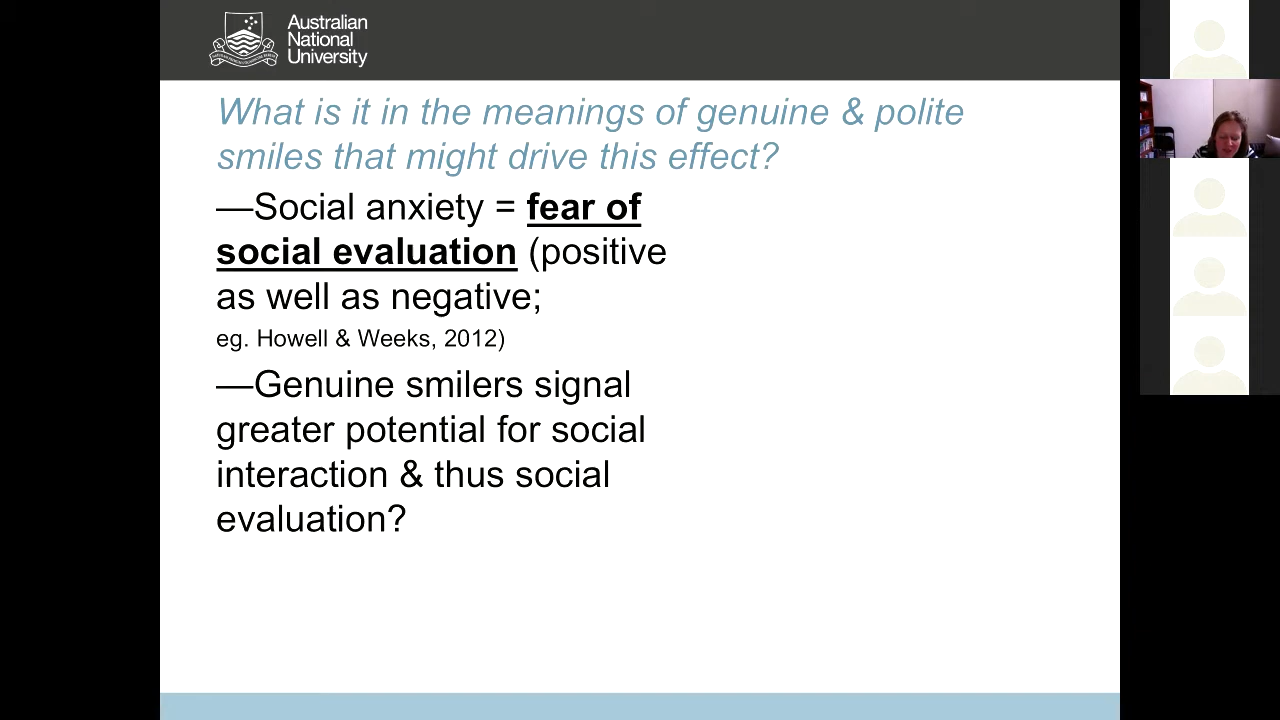 Australian
National
University
What is it in the meanings of genuine & polite
smiles that might drive this effect?
—Social anxiety = fear of
social evaluation (positive
as well as negative;
eg. Howell & Weeks, 2012)
—Genuine smilers signal
greater potential for social
interaction & thus social
evaluation?